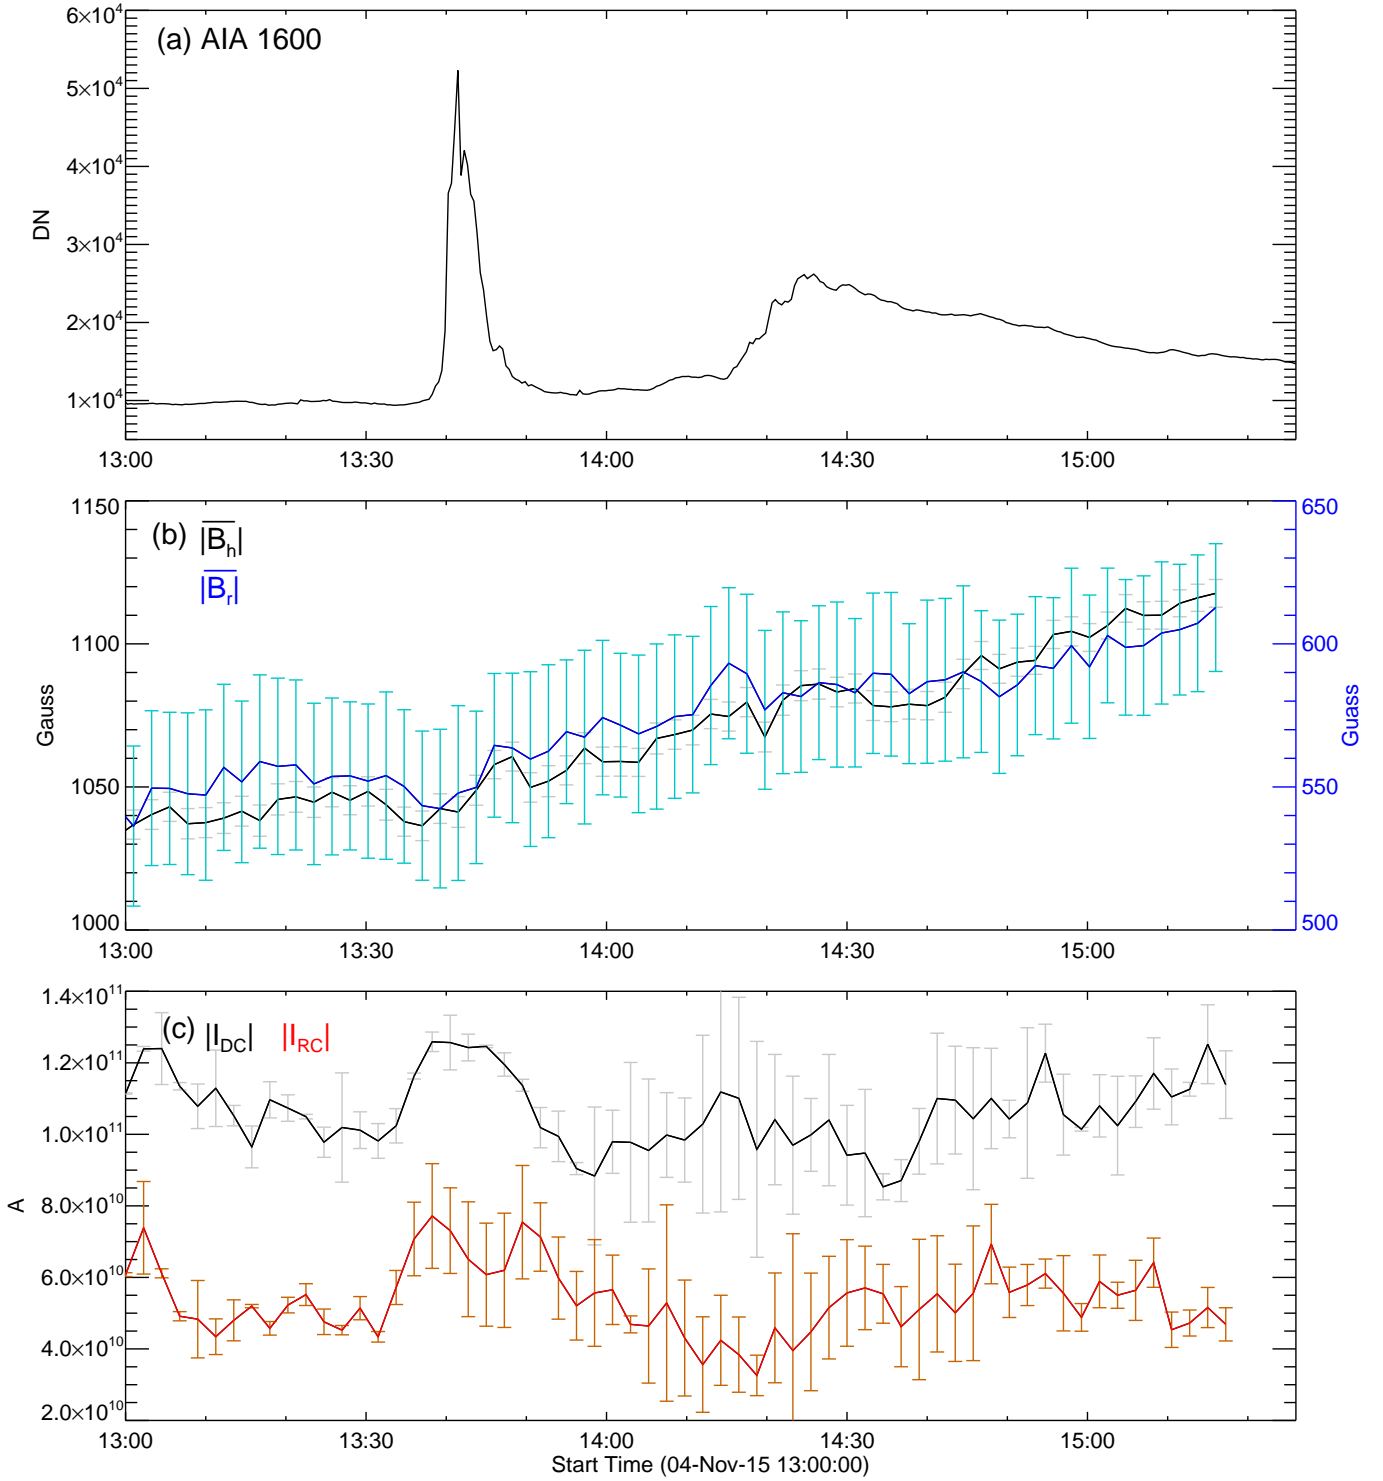 (a) AIA 1600
6×10⁴
5×10⁴
4×10⁴
3×10⁴
2×10⁴
1×10⁴
DN
13:00 13:30 14:00 14:30 15:00
(b) |B̅h̅|
|B̅r̅|
1150
1100
1050
1000
Gauss
650
600
550
500
Guass
13:00 13:30 14:00 14:30 15:00
(c) |I_DC| |I_RC|
1.4×10¹¹
1.2×10¹¹
1.0×10¹¹
8.0×10¹⁰
6.0×10¹⁰
4.0×10¹⁰
2.0×10¹⁰
A
13:00 13:30 14:00 14:30 15:00
Start Time (04-Nov-15 13:00:00)